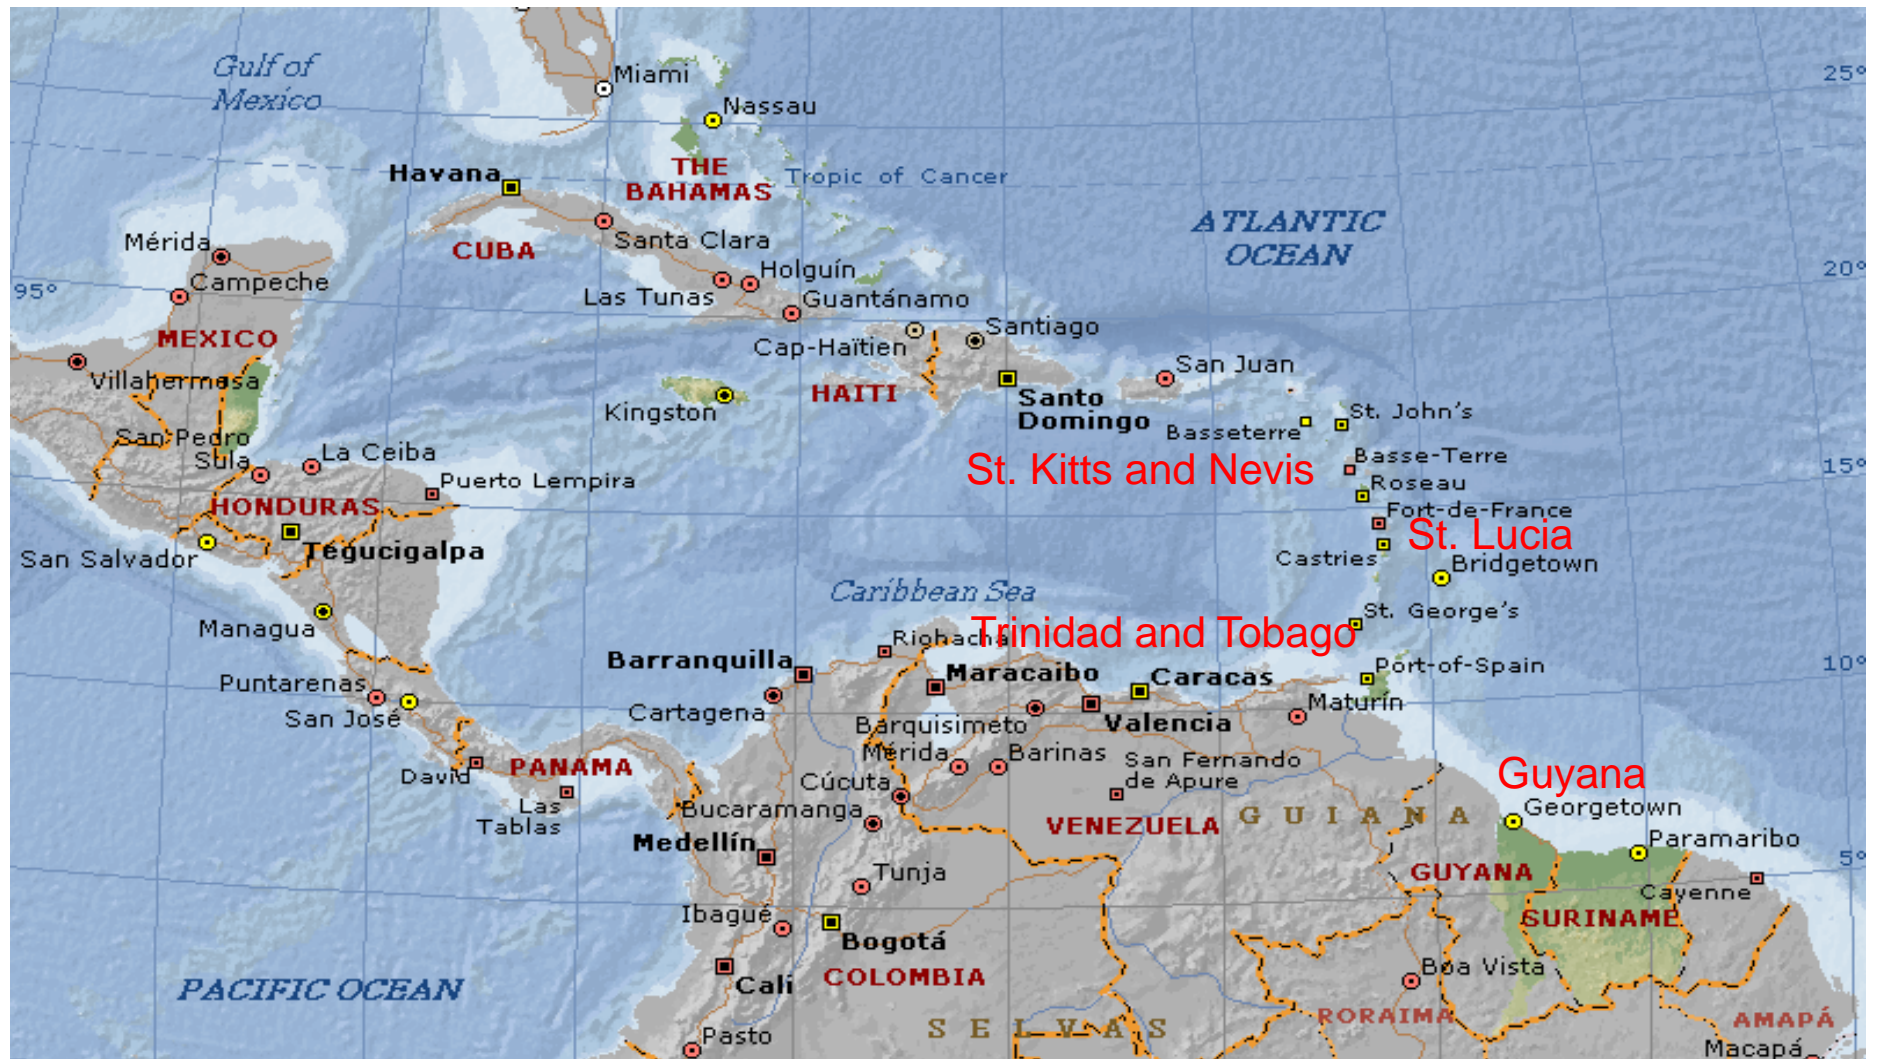 Gulf of
Mexico
Miami
25°
Nassau
Havana
THE
BAHAMAS
Tropic of Cancer
ATLANTIC
OCEAN
Mérida
Santa Clara
CUBA
Campeche
Holguín
20°
95°
Las Tunas
Guantánamo
MEXICO
Santiago
Cap-Haïtien
San Juan
Villahermosa
HAITI
Santo
Domingo
Kingston
St. John's
Basseterre
San Pedro
Sula
La Ceiba
St. Kitts and Nevis
Basse-Terre
15°
Puerto Lempira
Roseau
HONDURAS
Fort-de-France
St. Lucia
Tegucigalpa
San Salvador
Castries
Bridgetown
Caribbean Sea
St. George's
Managua
Riohacha
Trinidad and Tobago
Barranquilla
Maracaibo
Caracas
Port-of-Spain
10°
Puntarenas
San José
Cartagena
Barquisimeto
Valencia
Maturín
Mérida
Barinas
San Fernando
de Apure
David
PANAMA
Cúcuta
Guyana
Las
Tablas
Bucaramanga
VENEZUELA
GUIANA
Georgetown
Medellín
Paramaribo
5°
Tunja
GUYANA
Cayenne
Ibagué
SURINAME
Bogotá
Cali
COLOMBIA
Boa Vista
PACIFIC OCEAN
SELVAS
RORAIMA
AMAPÁ
Pasto
Macapá